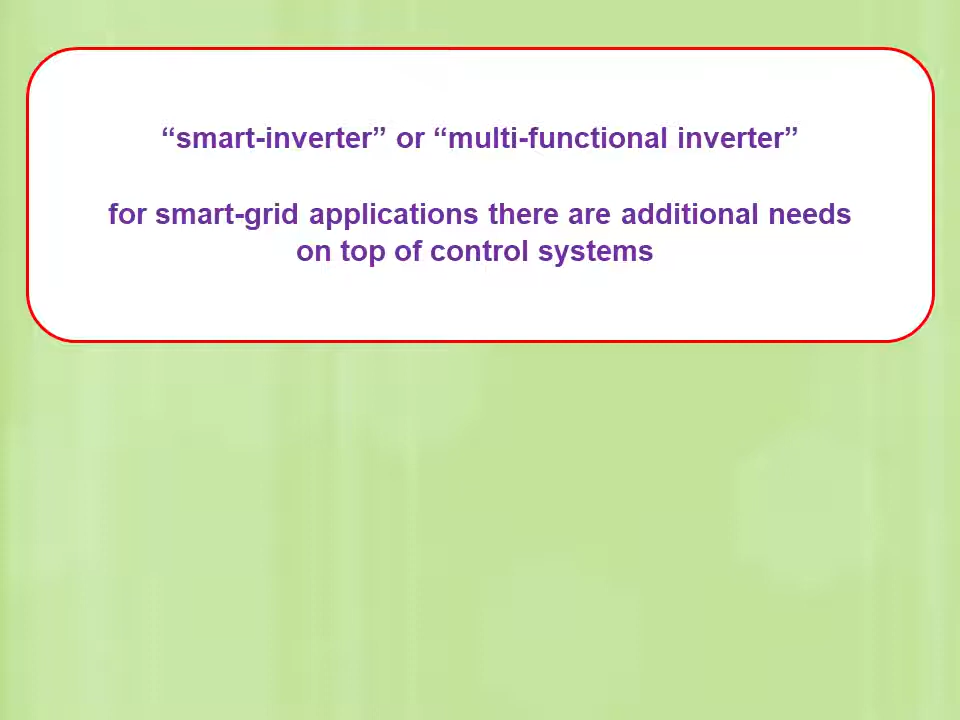 “smart-inverter” or “multi-functional inverter”
for smart-grid applications there are additional needs
on top of control systems